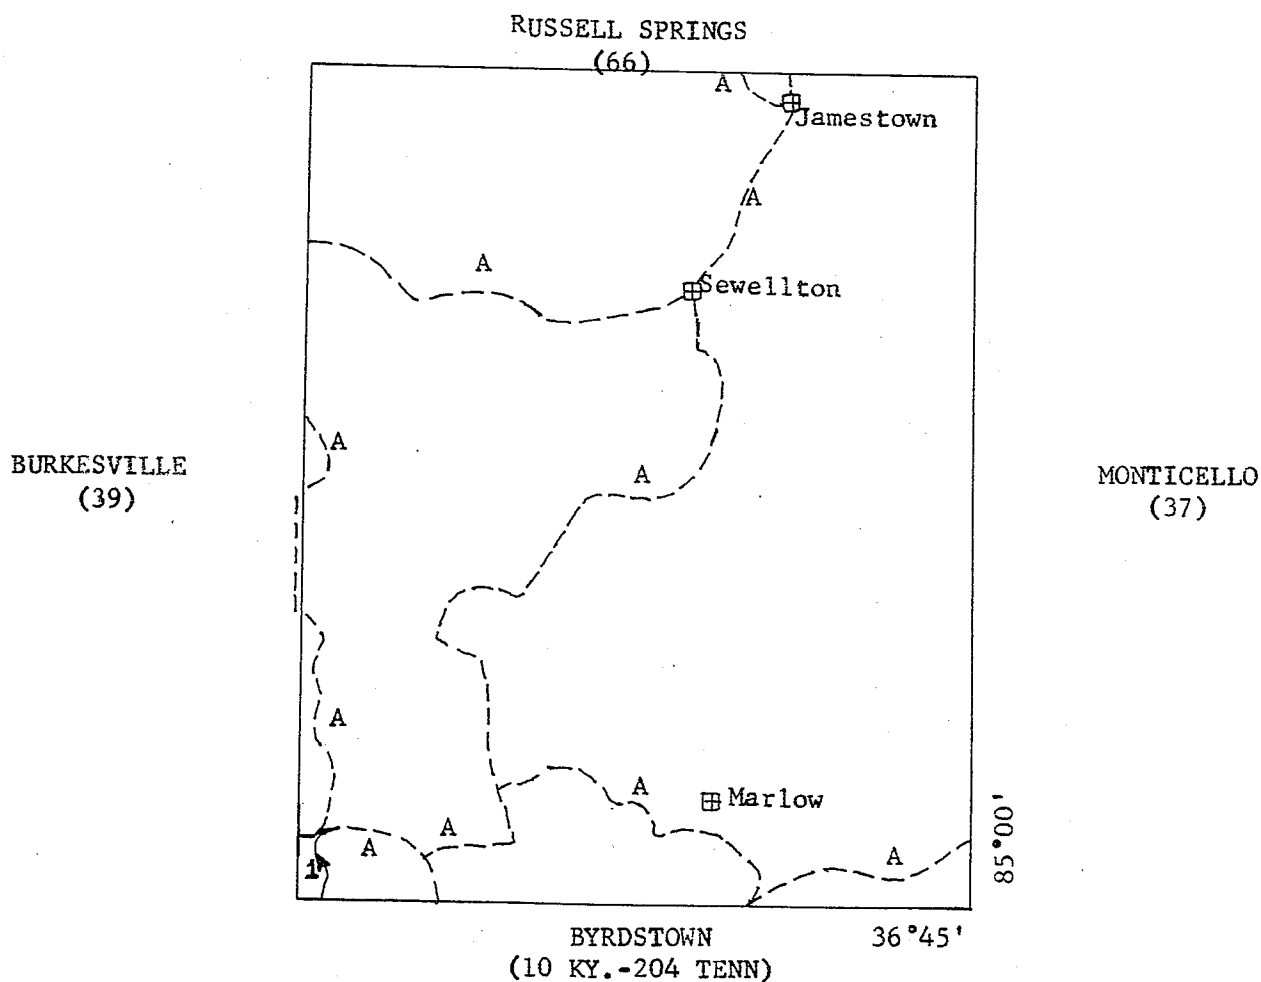 RUSSELL SPRINGS
(66)
A
Jamestown
A
A
Sewellton
A
BURKESVILLE
(39)
A
MONTICELLO
(37)
A
A
Marlow
A
A
A
1
85°00'
BYRDSTOWN
36°45'
(10 KY.-204 TENN)